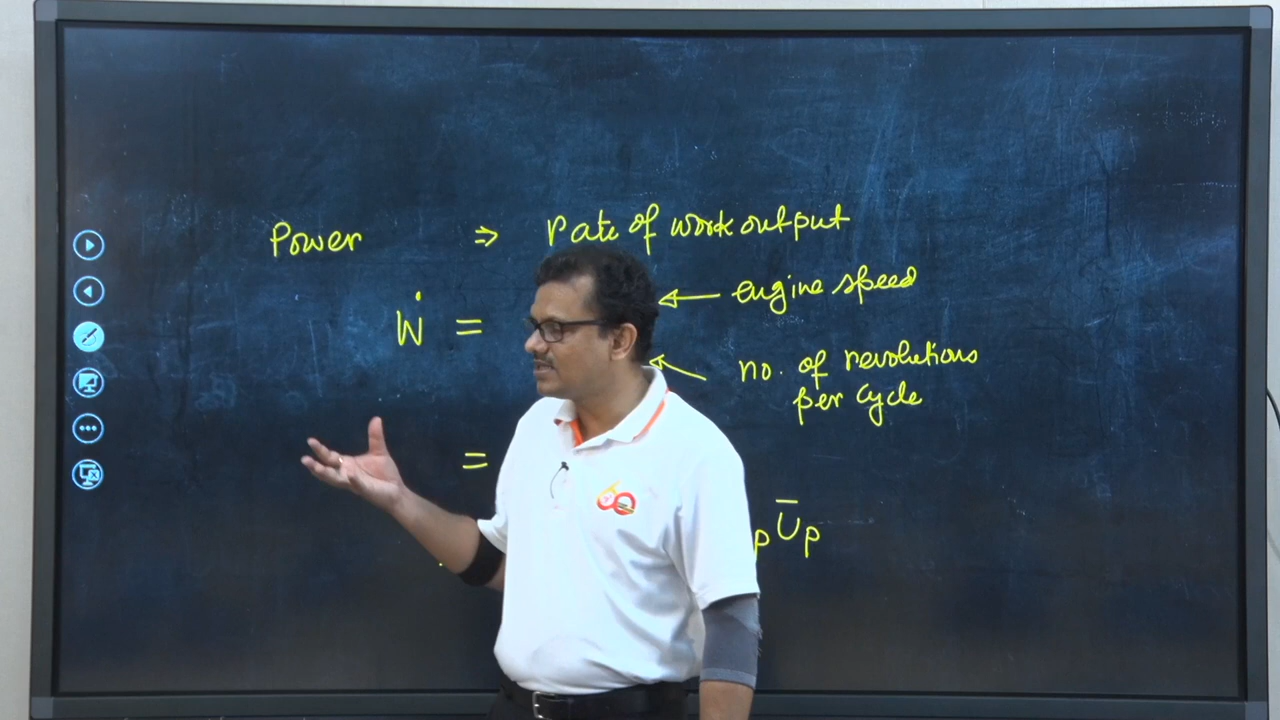 Power ⇒ rate of work output
Ẇ = ← engine speed
← no. of revolutions
per cycle
=
p Ūp